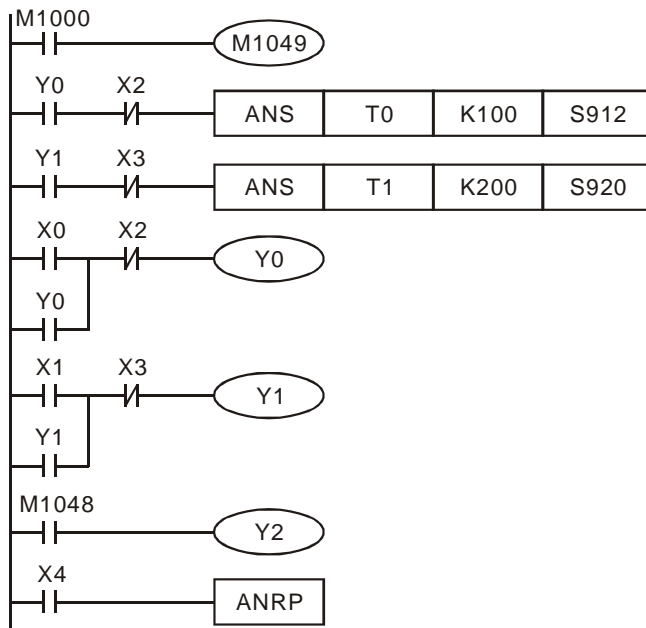 M1000
M1049
Y0 X2
ANS T0 K100 S912
Y1 X3
ANS T1 K200 S920
X0 X2
Y0
Y0
X1 X3
Y1
Y1
M1048
Y2
X4
ANRP